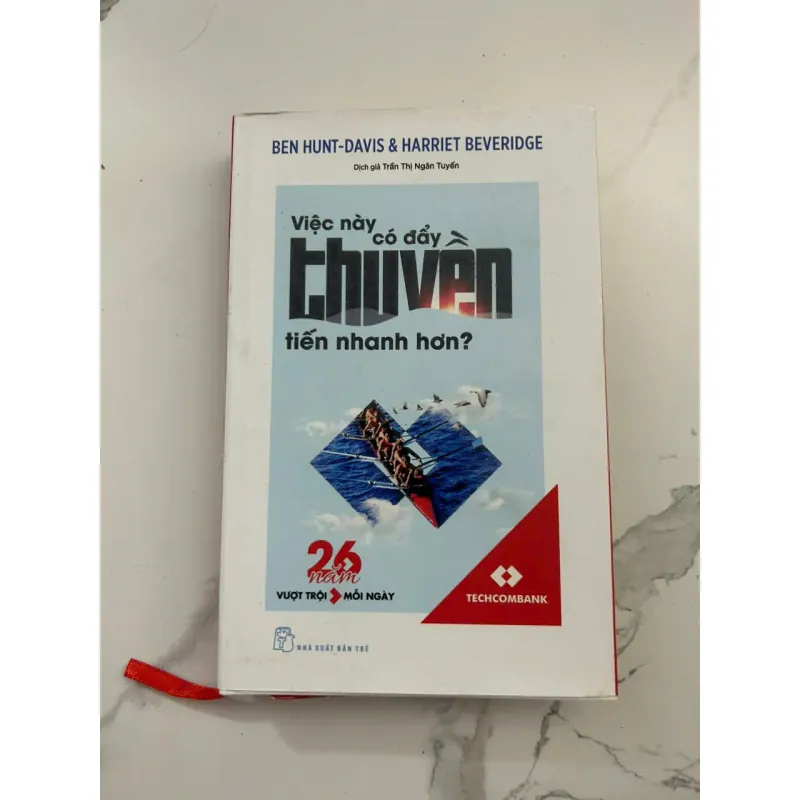 BEN HUNT-DAVIS & HARRIET BEVERIDGE
Dịch giả Trần Thị Ngân Tuyến
Việc này
có đẩy
thuyền
tiến nhanh hơn?
26
năm
VƯỢT TRỘI MỖI NGÀY
TECHCOMBANK
NHÀ XUẤT BẢN TRẺ